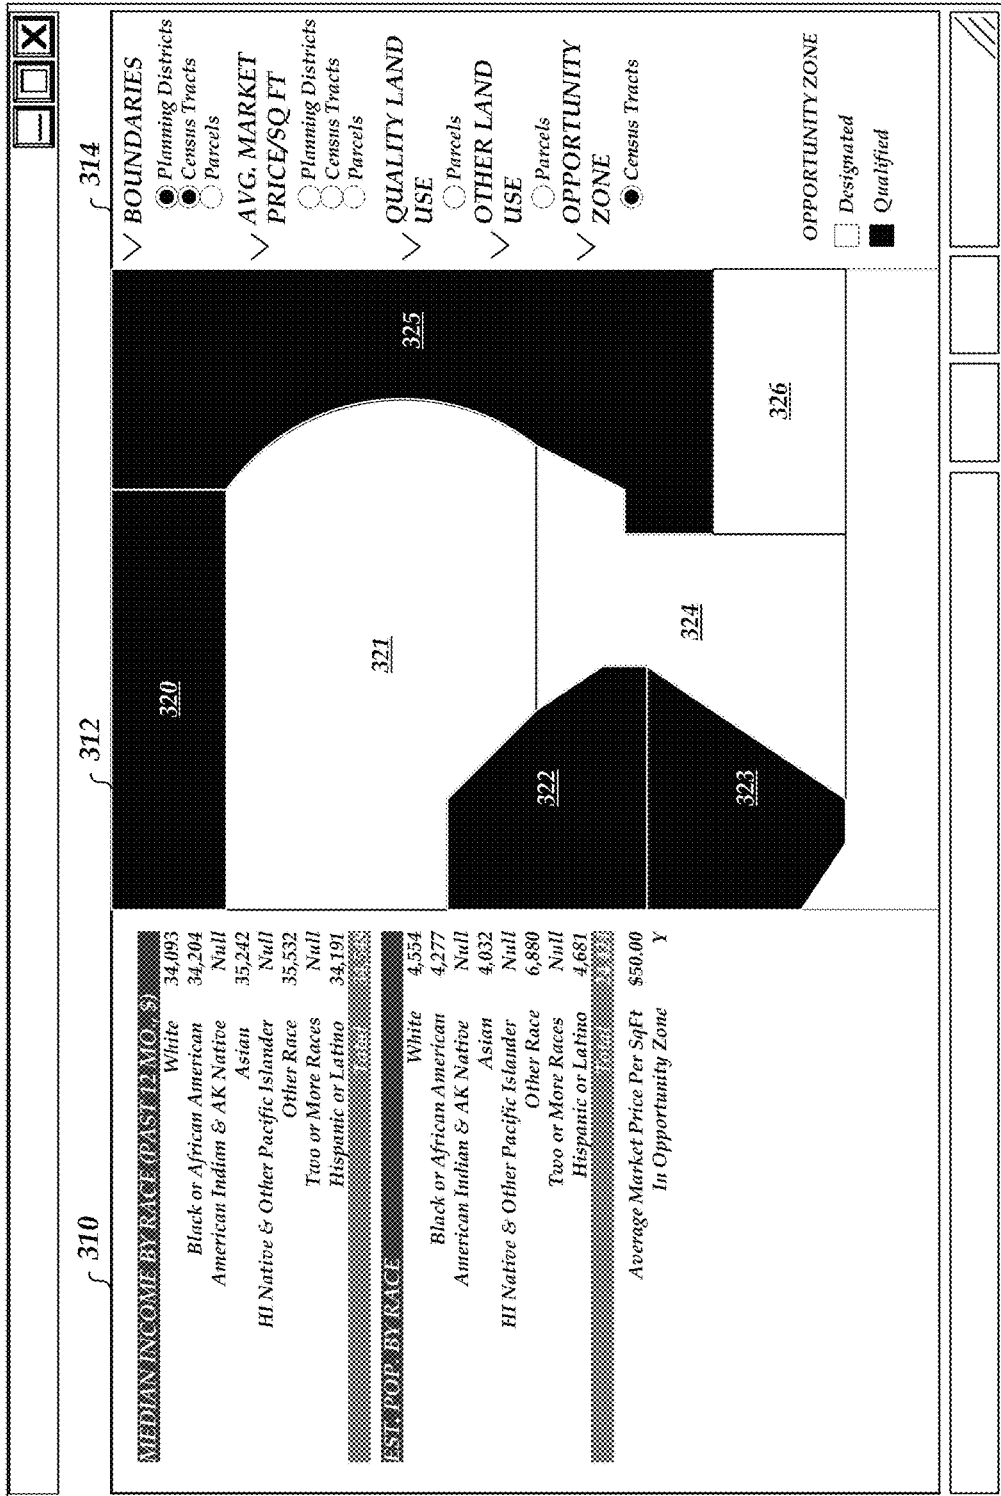 310
312
314
MEDIAN INCOME BY RACE (PAST 12 MO., $)
White 34,093
Black or African American 34,204
American Indian & AK Native Null
Asian 35,242
HI Native & Other Pacific Islander Null
Other Race 35,532
Two or More Races Null
Hispanic or Latino 34,191
EST. POP. BY RACE
White 4,554
Black or African American 4,277
American Indian & AK Native Null
Asian 4,032
HI Native & Other Pacific Islander Null
Other Race 6,880
Two or More Races Null
Hispanic or Latino 4,681
Average Market Price Per SqFt $50.00
In Opportunity Zone Y
320
321
322
323
324
325
326
BOUNDARIES
Planning Districts
Census Tracts
Parcels
AVG. MARKET
PRICE/SQ FT
Planning Districts
Census Tracts
Parcels
QUALITY LAND
USE
Parcels
OTHER LAND
USE
Parcels
OPPORTUNITY
ZONE
Census Tracts
OPPORTUNITY ZONE
Designated
Qualified